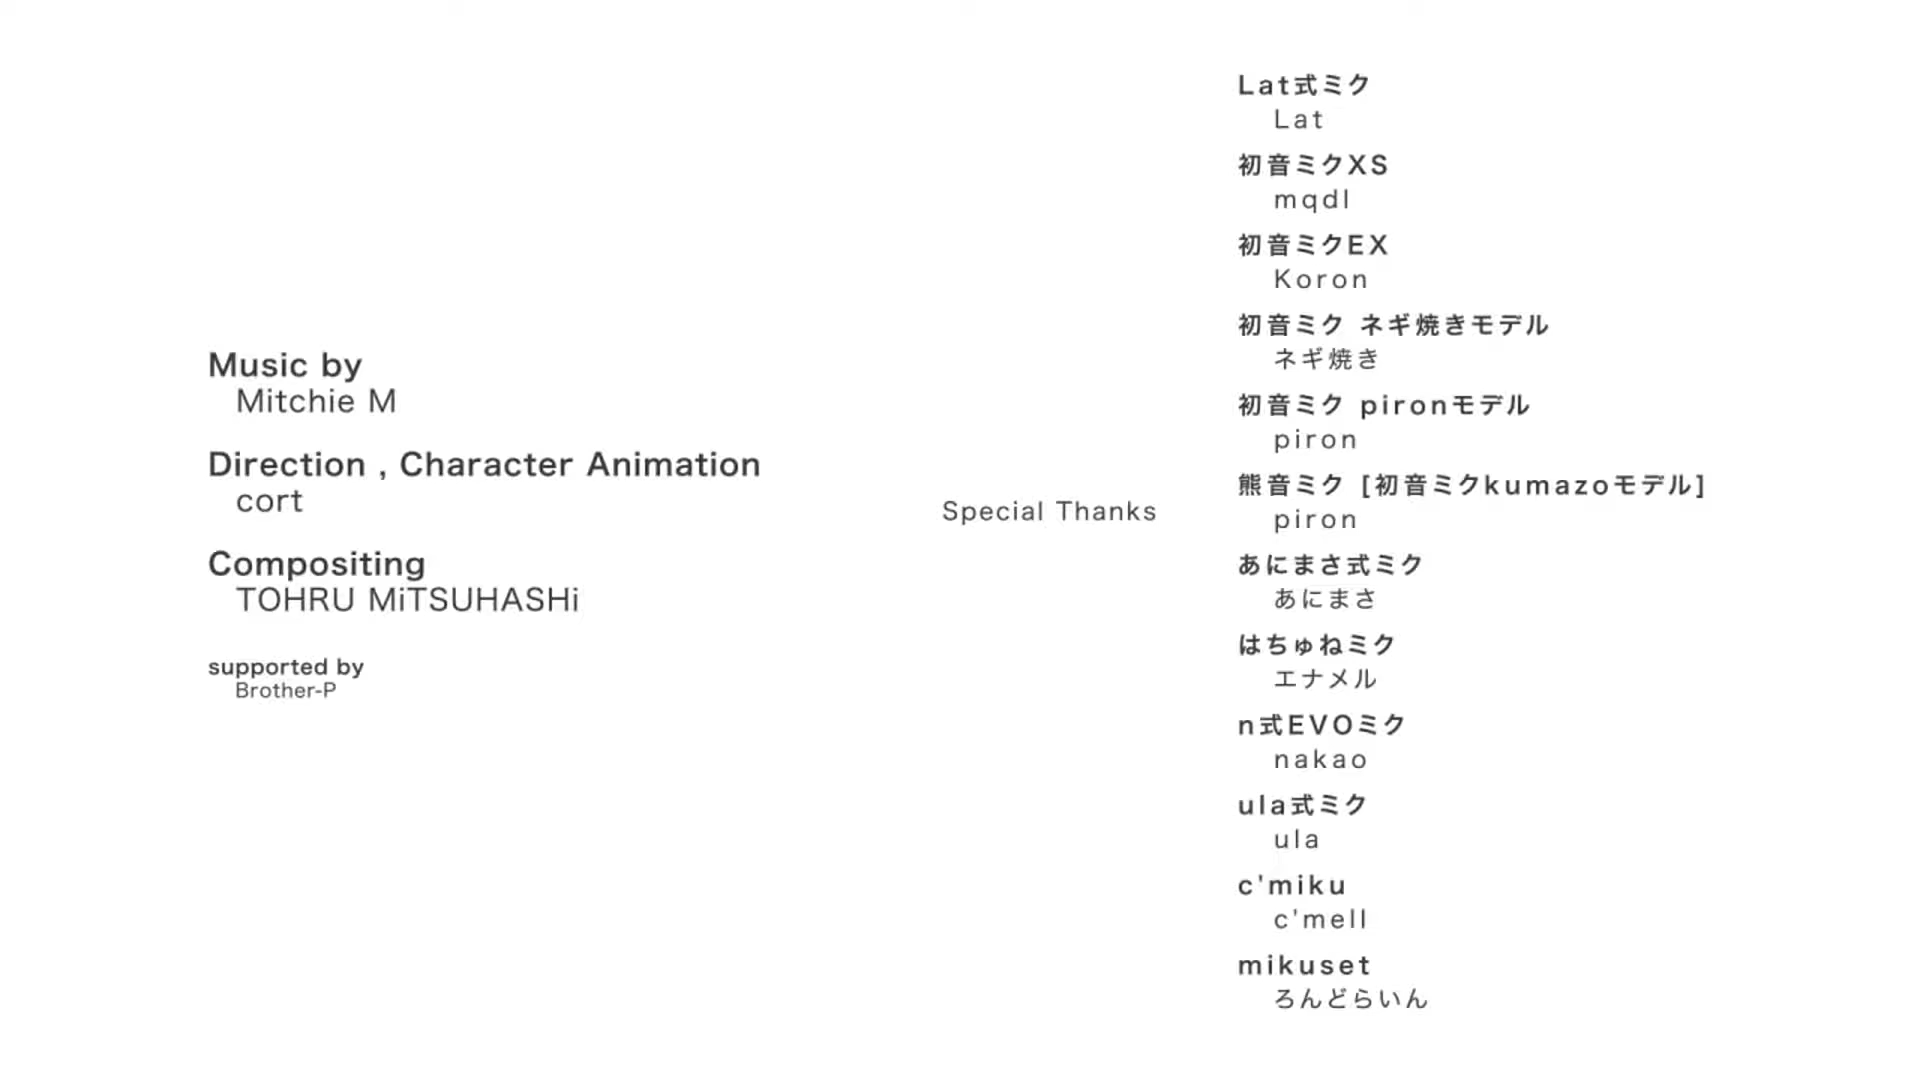 Music by
Mitchie M
Direction , Character Animation
cort
Compositing
TOHRU MiTSUHASHi
supported by
Brother-P
Special Thanks
Lat式ミク
Lat
初音ミクXS
mqdl
初音ミクEX
Koron
初音ミク ネギ焼きモデル
ネギ焼き
初音ミク pironモデル
piron
熊音ミク [初音ミクkumazoモデル]
piron
あにまさ式ミク
あにまさ
はちゅねミク
エナメル
n式EVOミク
nakao
ula式ミク
ula
c'miku
c'mell
mikuset
ろんどらいん